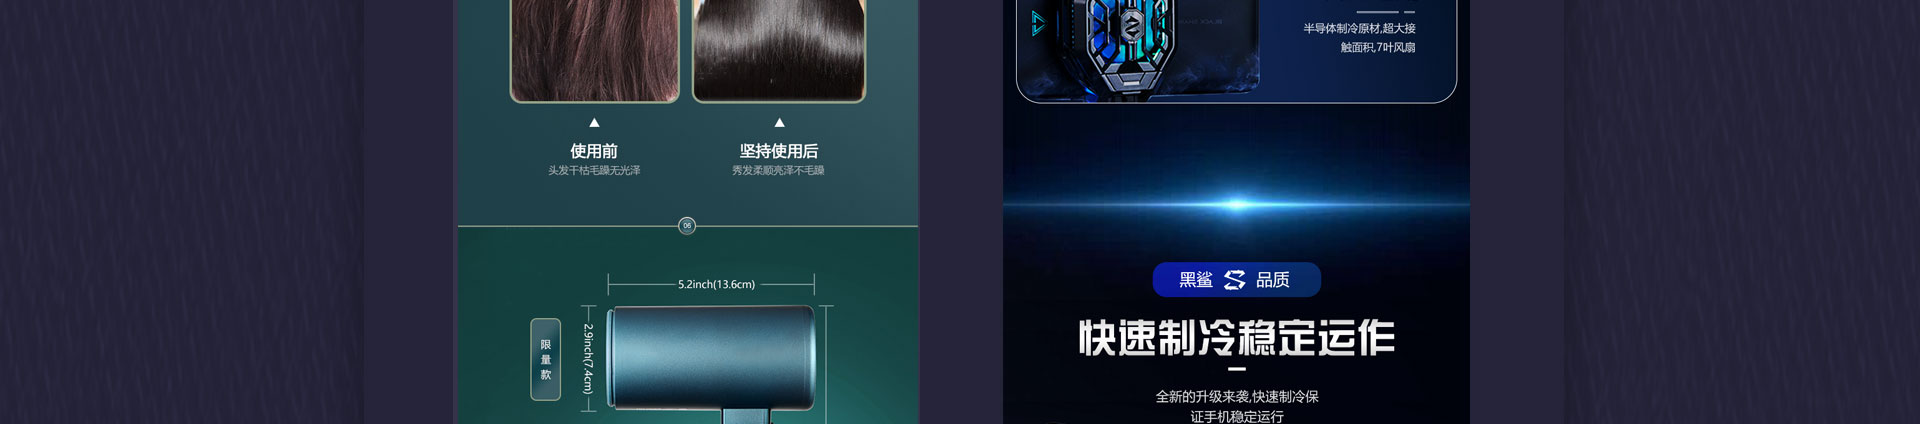 使用前
头发干枯毛躁无光泽
坚持使用后
秀发柔顺亮泽不毛躁
06
5.2inch(13.6cm)
2.9inch(7.4cm)
限量款
半导体制冷原材,超大接
触面积,7叶风扇
黑鲨 S 品质
快速制冷稳定运作
全新的升级来袭,快速制冷保
证手机稳定运行